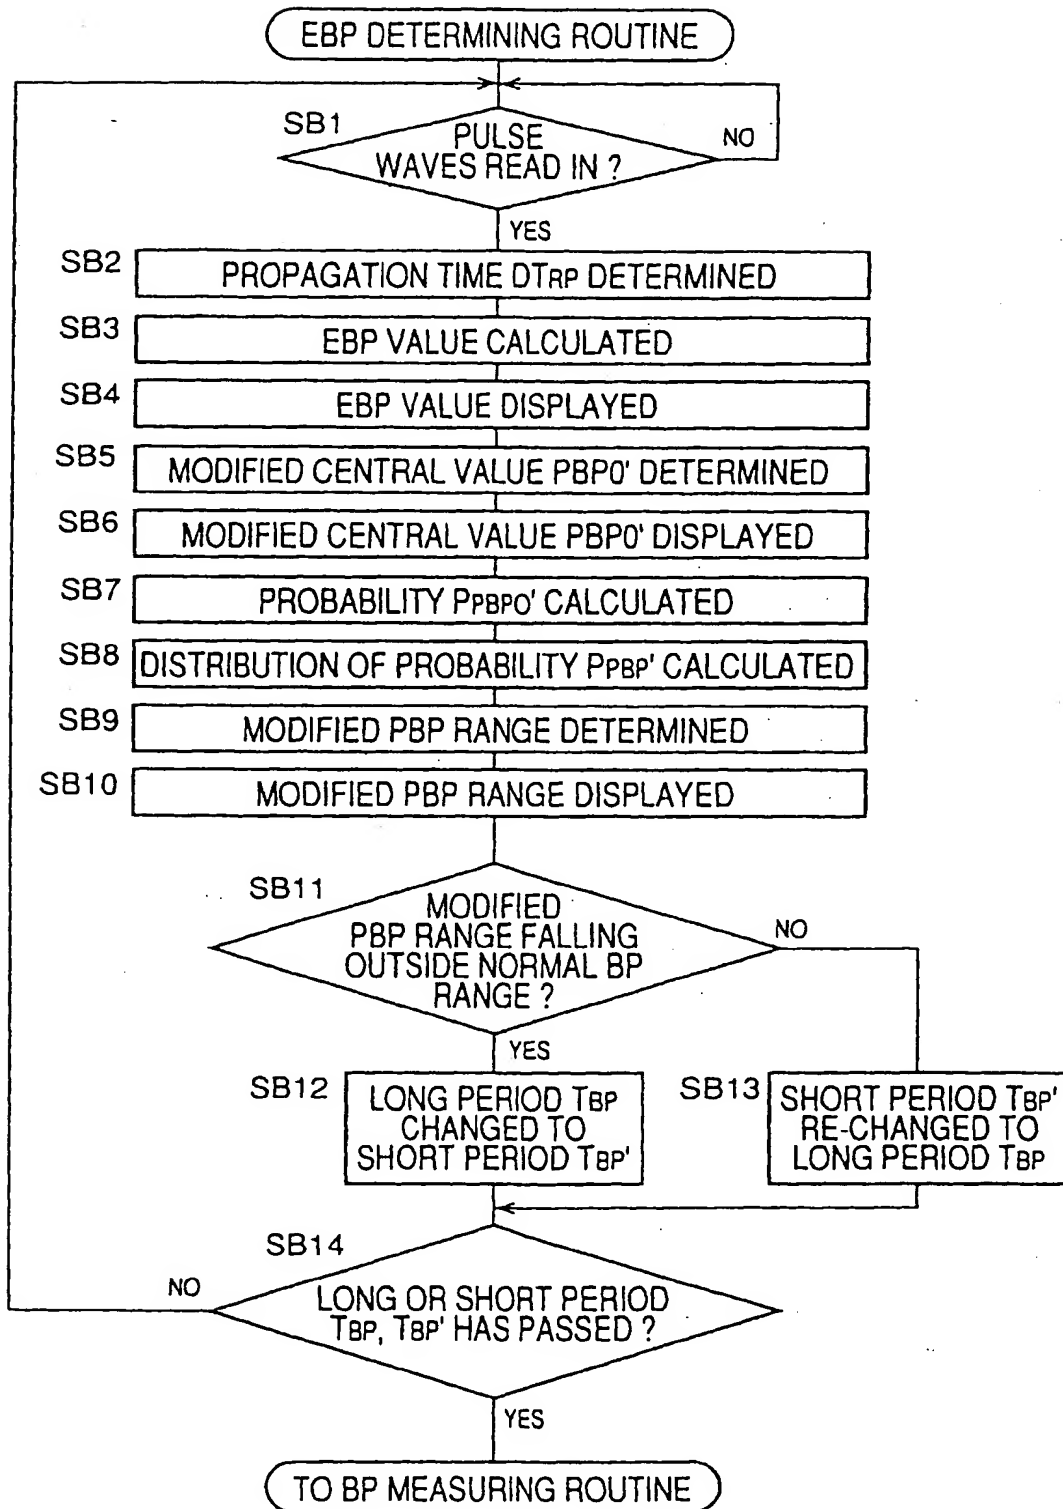 EBP DETERMINING ROUTINE
SB1
PULSE
WAVES READ IN ?
NO
YES
SB2
PROPAGATION TIME DTRP DETERMINED
SB3
EBP VALUE CALCULATED
SB4
EBP VALUE DISPLAYED
SB5
MODIFIED CENTRAL VALUE PBP0' DETERMINED
SB6
MODIFIED CENTRAL VALUE PBP0' DISPLAYED
SB7
PROBABILITY PPBP0' CALCULATED
SB8
DISTRIBUTION OF PROBABILITY PPBP' CALCULATED
SB9
MODIFIED PBP RANGE DETERMINED
SB10
MODIFIED PBP RANGE DISPLAYED
SB11
MODIFIED
PBP RANGE FALLING
OUTSIDE NORMAL BP
RANGE ?
NO
YES
SB12
LONG PERIOD TBP
CHANGED TO
SHORT PERIOD TBP'
SB13
SHORT PERIOD TBP'
RE-CHANGED TO
LONG PERIOD TBP
SB14
NO
LONG OR SHORT PERIOD
TBP, TBP' HAS PASSED ?
YES
TO BP MEASURING ROUTINE